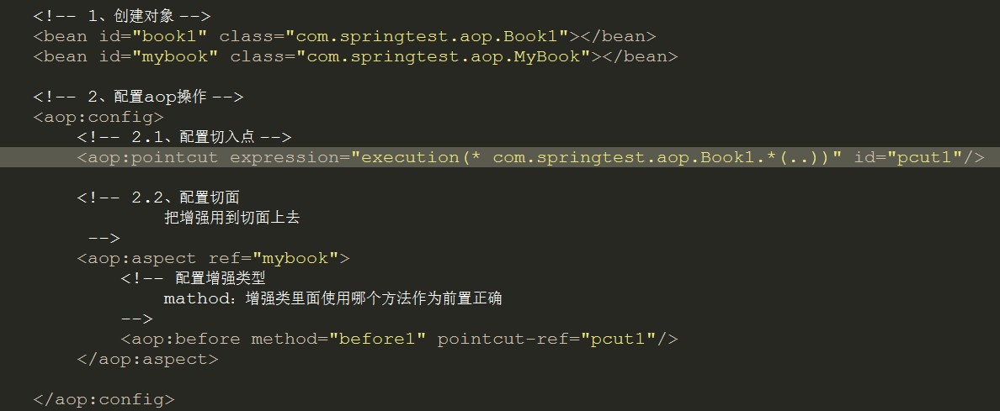 <!-- 1、创建对象 -->
<bean id="book1" class="com.springtest.aop.Book1"></bean>
<bean id="mybook" class="com.springtest.aop.MyBook"></bean>
<!-- 2、配置aop操作 -->
<aop:config>
<!-- 2.1、配置切入点 -->
<aop:pointcut expression="execution(* com.springtest.aop.Book1.*(..))" id="pcut1"/>
<!-- 2.2、配置切面
把增强用到切面上去
-->
<aop:aspect ref="mybook">
<!-- 配置增强类型
mathod: 增强类里面使用哪个方法作为前置正确
-->
<aop:before method="before1" pointcut-ref="pcut1"/>
</aop:aspect>
</aop:config>